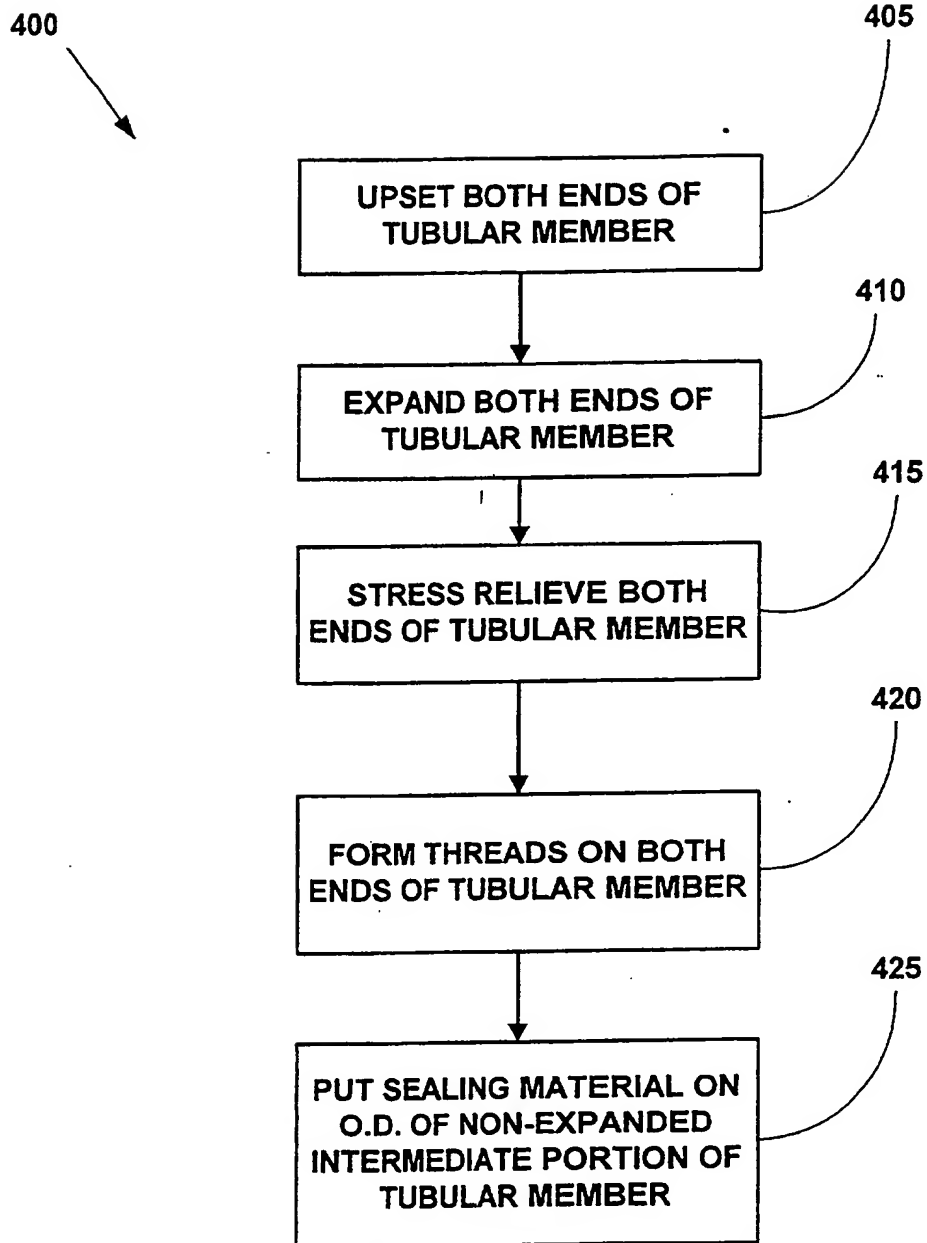 400
405
UPSET BOTH ENDS OF
TUBULAR MEMBER
410
EXPAND BOTH ENDS OF
TUBULAR MEMBER
415
STRESS RELIEVE BOTH
ENDS OF TUBULAR MEMBER
420
FORM THREADS ON BOTH
ENDS OF TUBULAR MEMBER
425
PUT SEALING MATERIAL ON
O.D. OF NON-EXPANDED
INTERMEDIATE PORTION OF
TUBULAR MEMBER